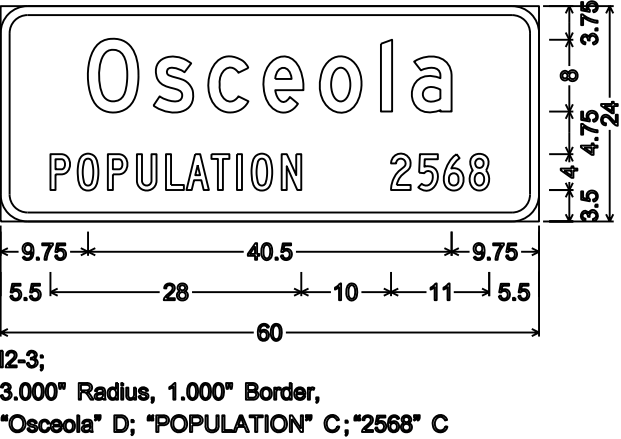 Osceola
POPULATION 2568
3.75
8
4.75
4
3.5
24
9.75 40.5 9.75
5.5 28 10 11 5.5
60
I2-3;
3.000" Radius, 1.000" Border,
“Osceola” D; “POPULATION” C; “2568” C